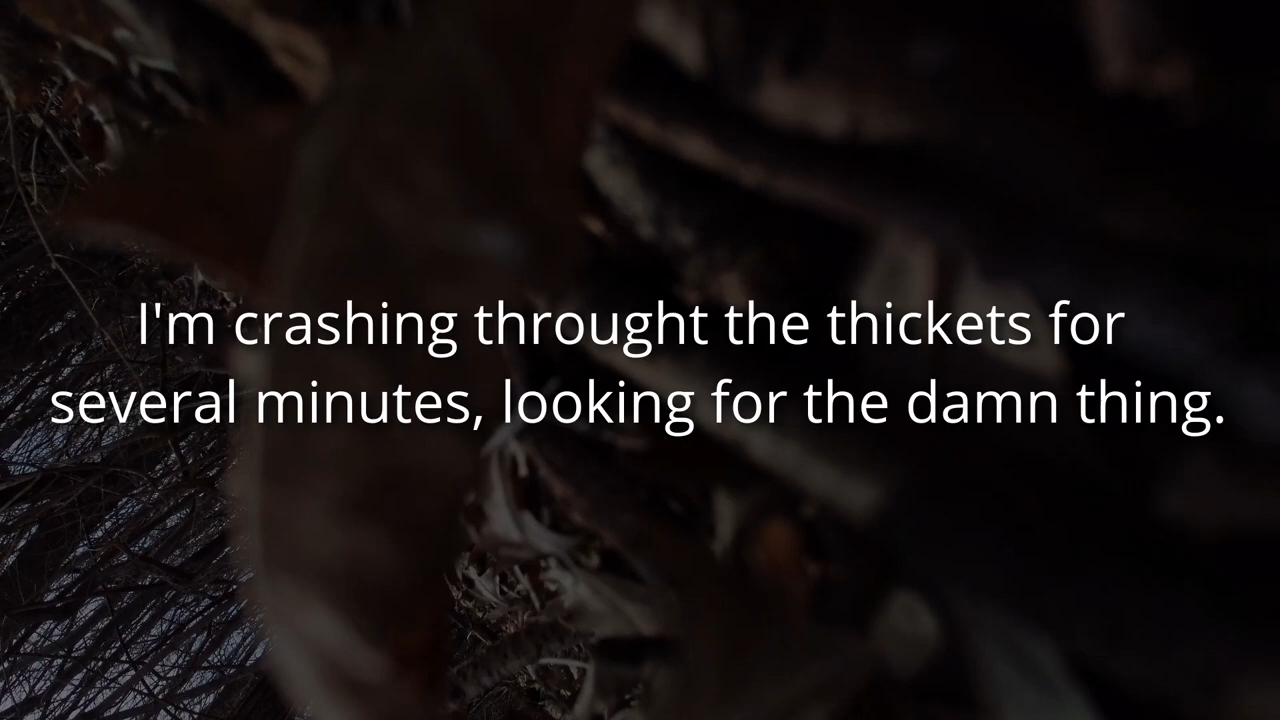 I'm crashing throught the thickets for
several minutes, looking for the damn thing.